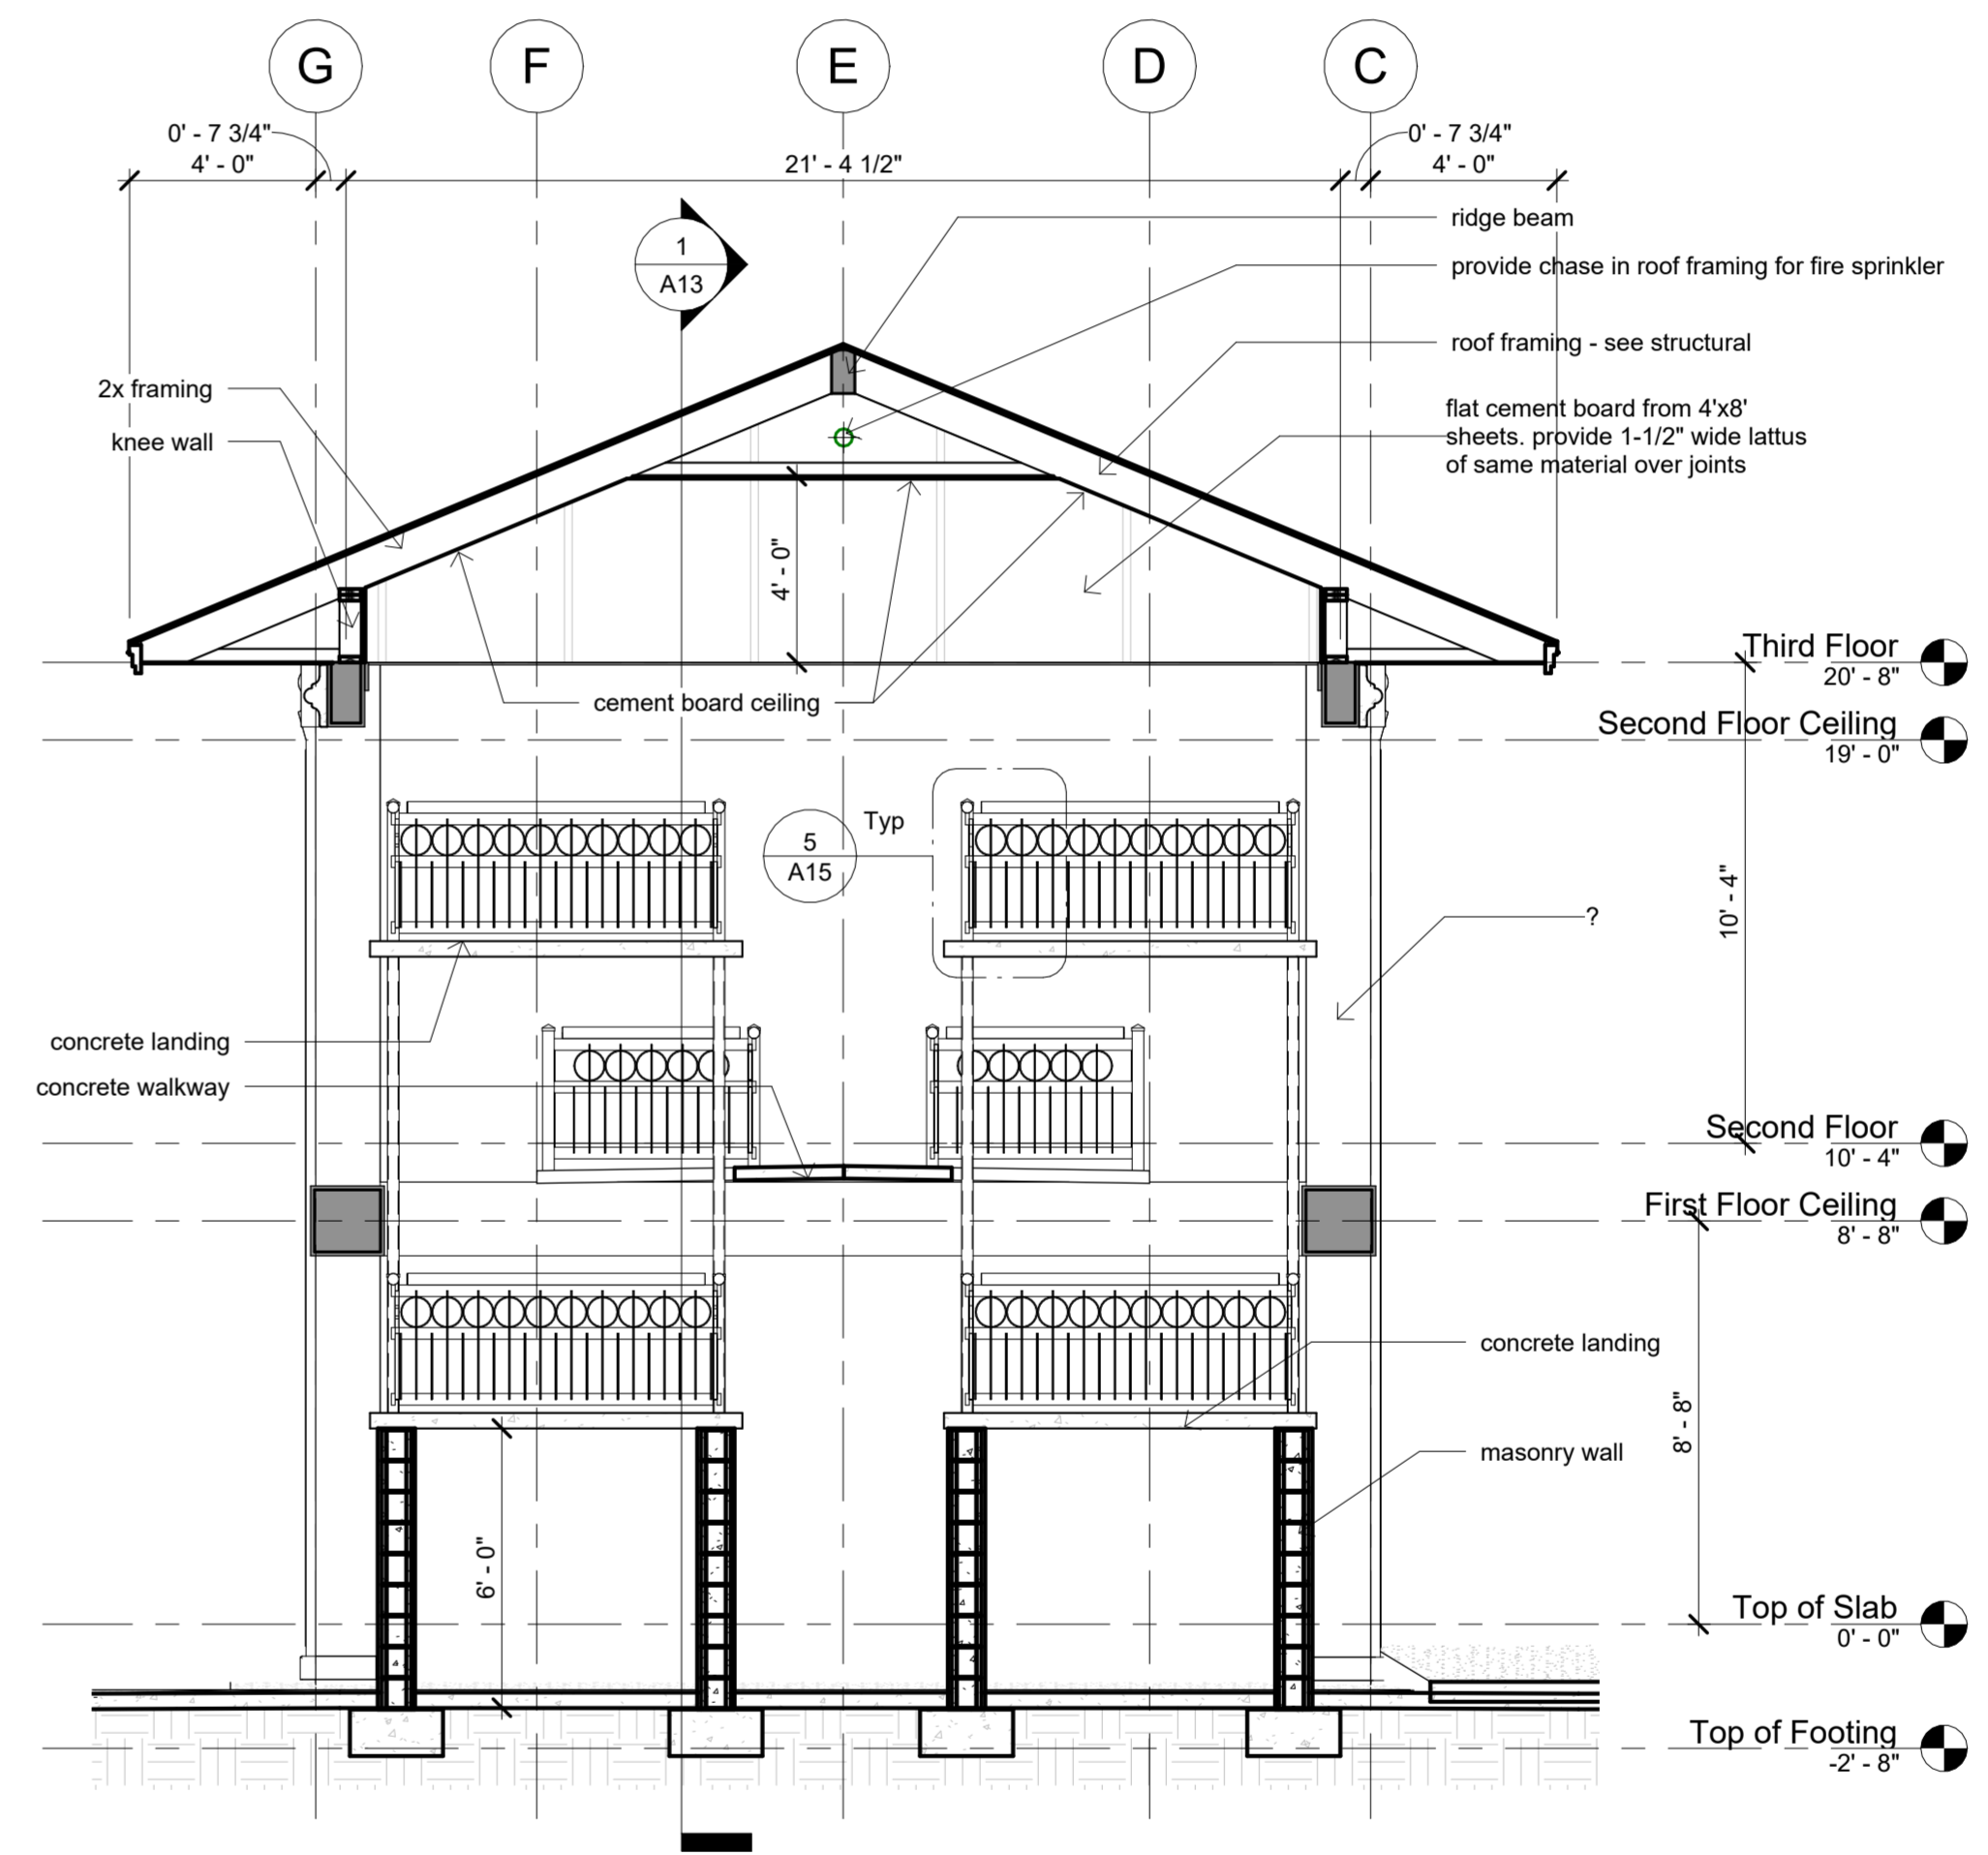 G
F
E
D
C
0' - 7 3/4"
4' - 0"
21' - 4 1/2"
0' - 7 3/4"
4' - 0"
1
A13
ridge beam
provide chase in roof framing for fire sprinkler
roof framing - see structural
2x framing
knee wall
flat cement board from 4'x8'
sheets. provide 1-1/2" wide lattus
of same material over joints
4' - 0"
cement board ceiling
Third Floor
20' - 8"
Second Floor Ceiling
19' - 0"
5
A15
Typ
10' - 4"
?
concrete landing
concrete walkway
Second Floor
10' - 4"
First Floor Ceiling
8' - 8"
concrete landing
masonry wall
8' - 8"
6' - 0"
Top of Slab
0' - 0"
Top of Footing
-2' - 8"